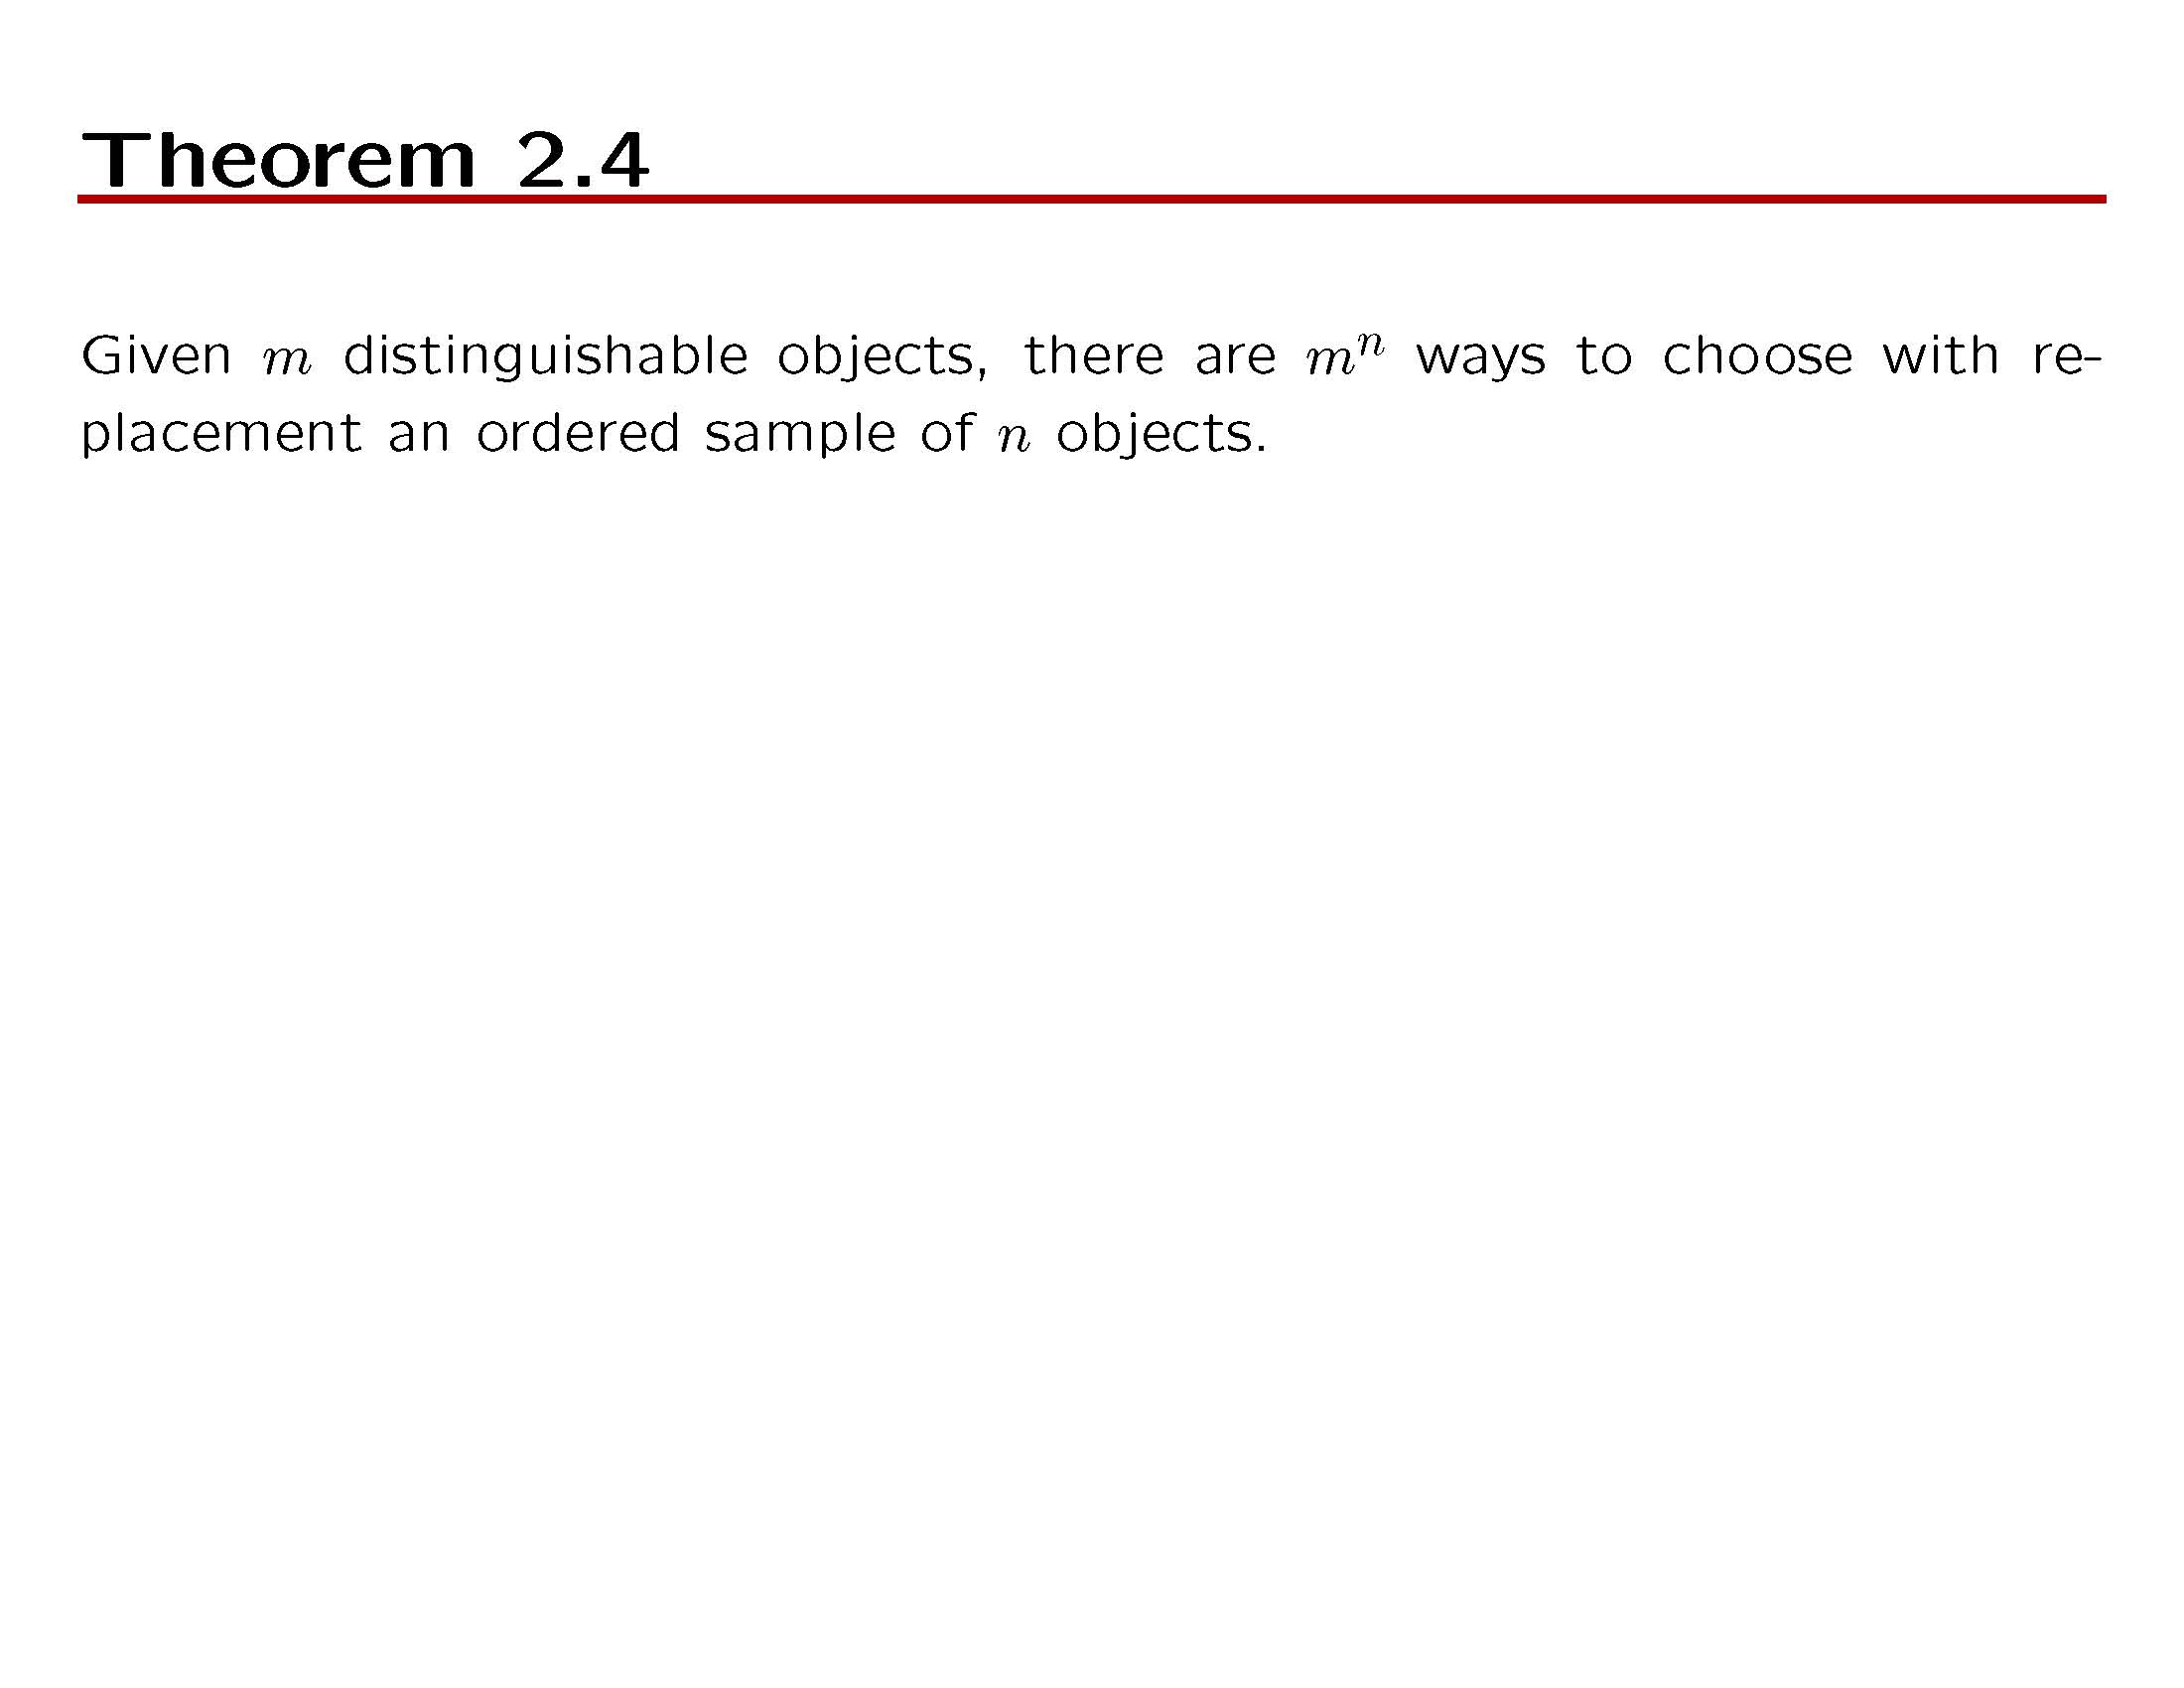 Theorem 2.4
Given m distinguishable objects, there are mⁿ ways to choose with re-
placement an ordered sample of n objects.